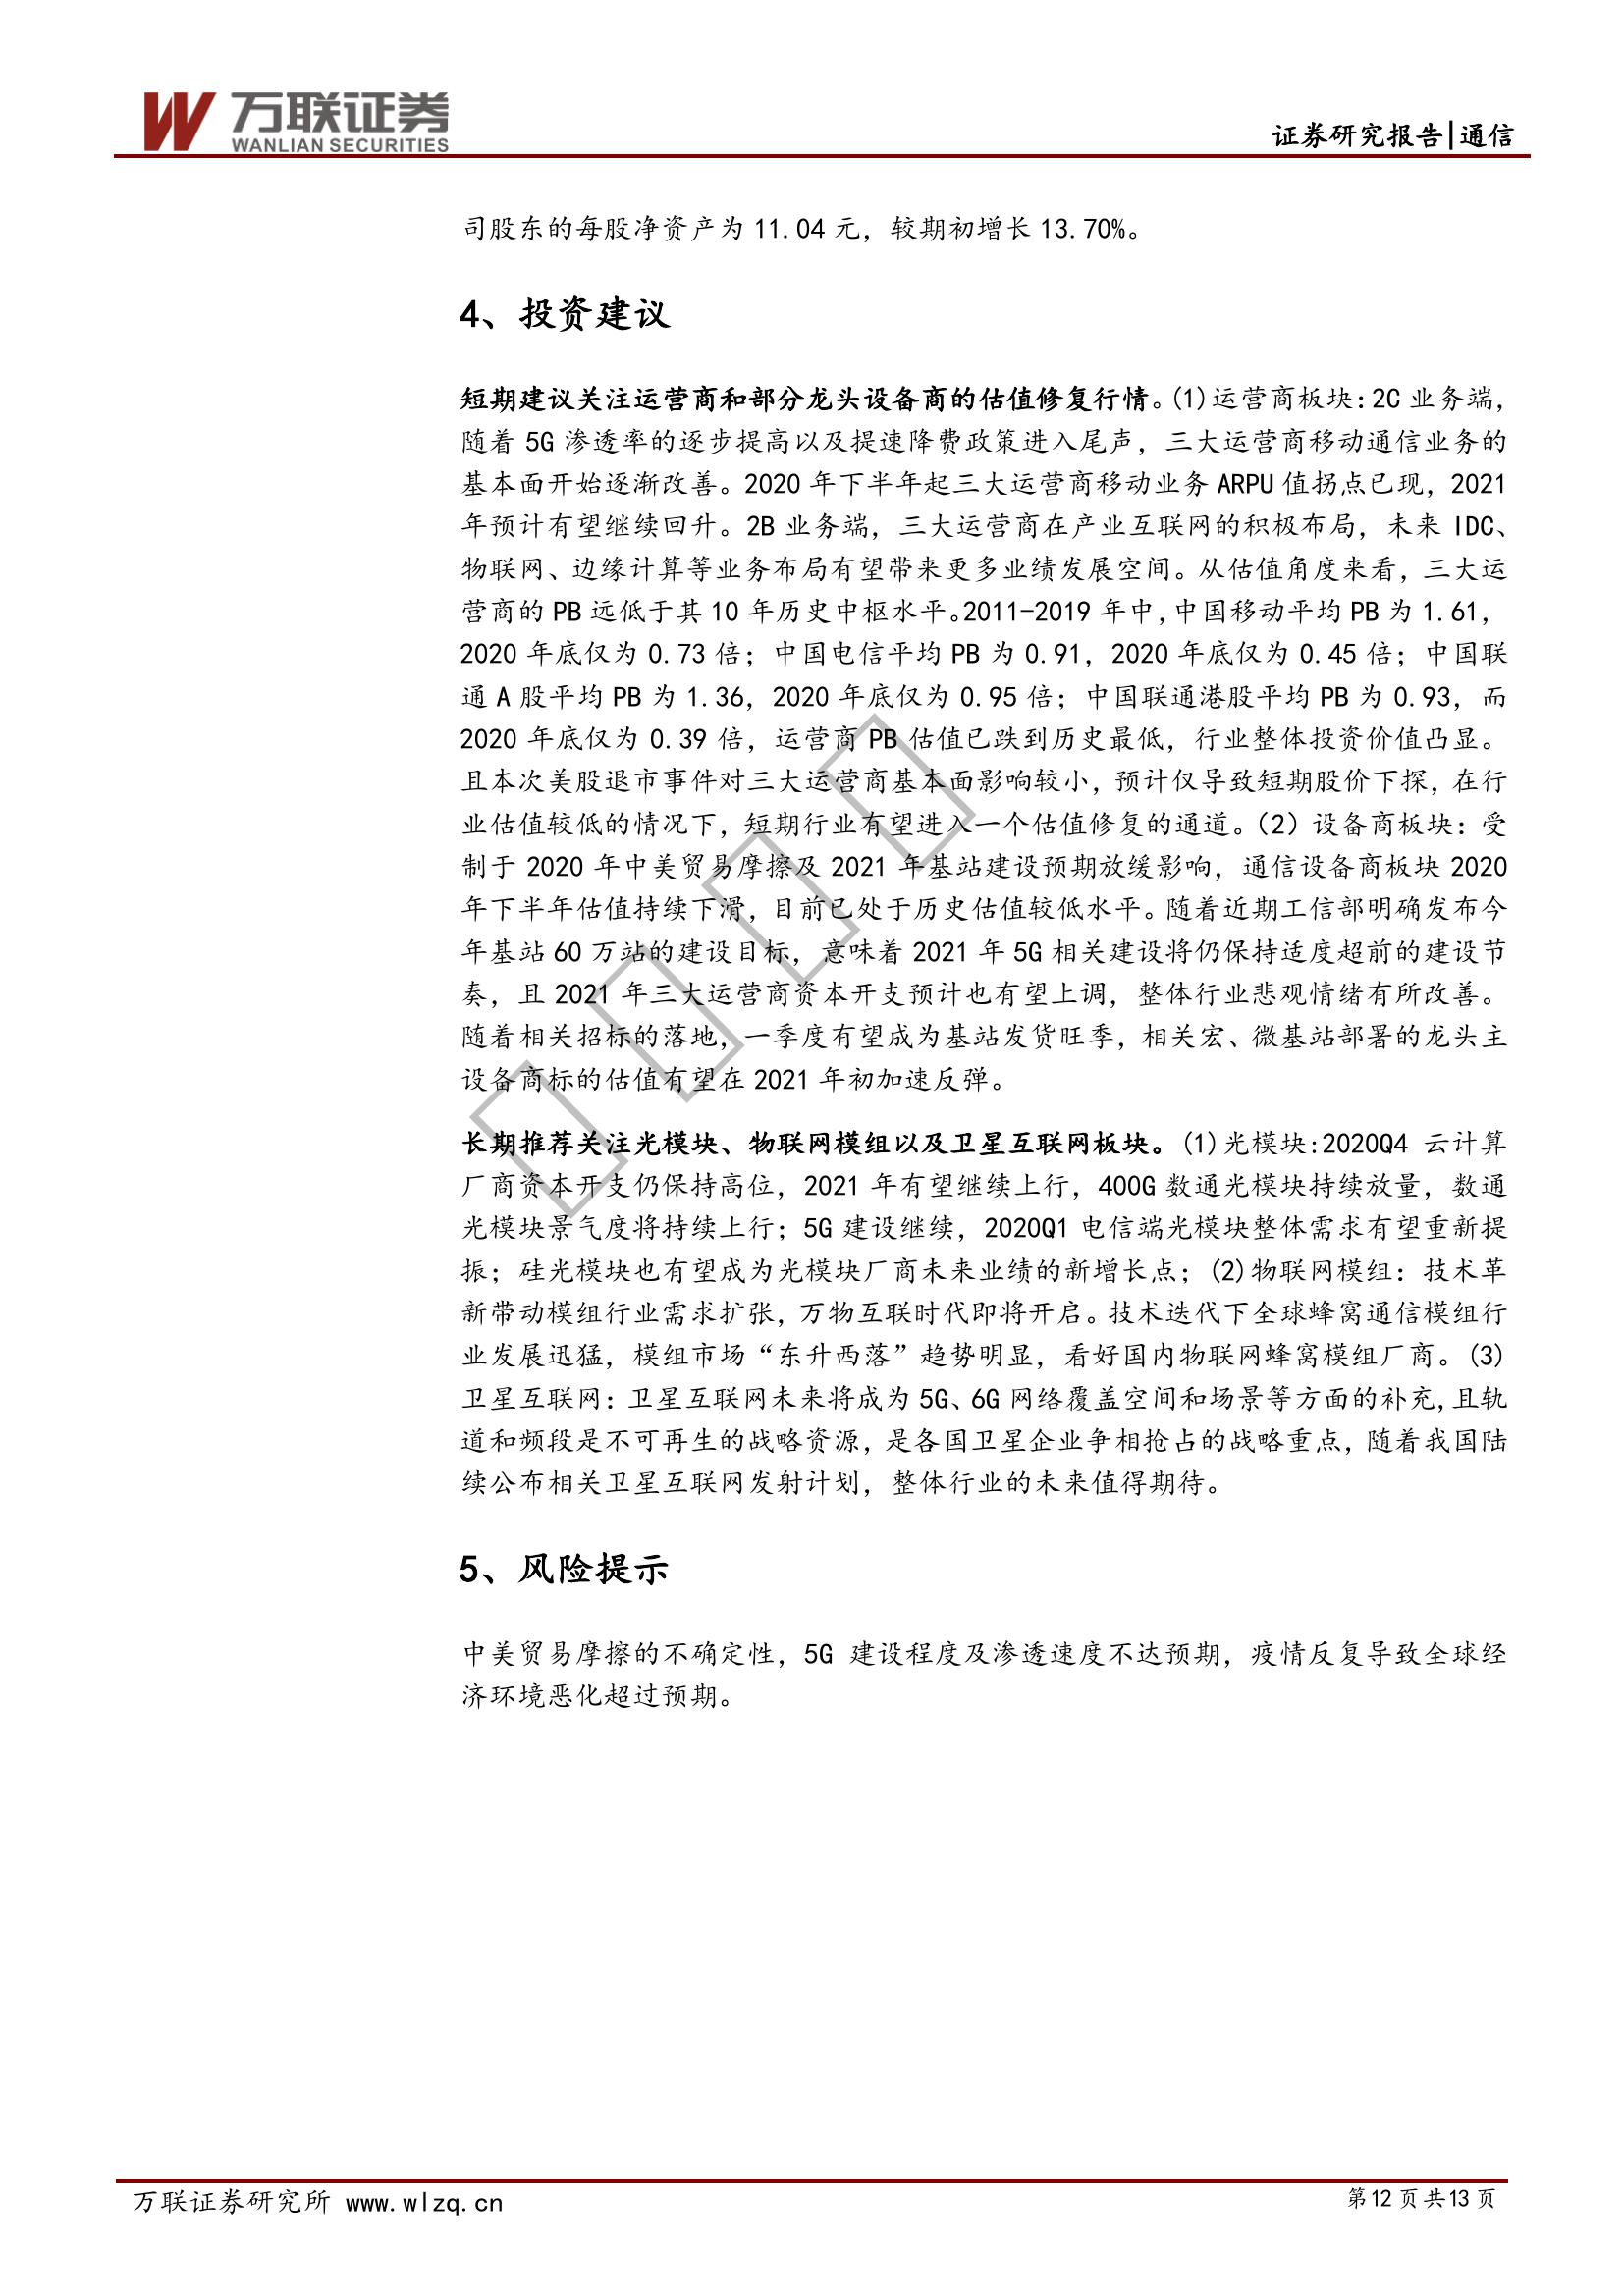 万联证券
WANLIAN SECURITIES
证券研究报告|通信
司股东的每股净资产为 11.04 元，较期初增长 13.70%。
4、投资建议
短期建议关注运营商和部分龙头设备商的估值修复行情。(1)运营商板块:2C 业务端，
随着 5G 渗透率的逐步提高以及提速降费政策进入尾声，三大运营商移动通信业务的
基本面开始逐渐改善。2020 年下半年起三大运营商移动业务 ARPU 值拐点已现，2021
年预计有望继续回升。2B 业务端，三大运营商在产业互联网的积极布局，未来 IDC、
物联网、边缘计算等业务布局有望带来更多业绩发展空间。从估值角度来看，三大运
营商的 PB 远低于其 10 年历史中枢水平。2011-2019 年中，中国移动平均 PB 为 1.61，
2020 年底仅为 0.73 倍；中国电信平均 PB 为 0.91，2020 年底仅为 0.45 倍；中国联
通 A 股平均 PB 为 1.36，2020 年底仅为 0.95 倍；中国联通港股平均 PB 为 0.93，而
2020 年底仅为 0.39 倍，运营商 PB 估值已跌到历史最低，行业整体投资价值凸显。
且本次美股退市事件对三大运营商基本面影响较小，预计仅导致短期股价下探，在行
业估值较低的情况下，短期行业有望进入一个估值修复的通道。（2）设备商板块：受
制于 2020 年中美贸易摩擦及 2021 年基站建设预期放缓影响，通信设备商板块 2020
年下半年估值持续下滑，目前已处于历史估值较低水平。随着近期工信部明确发布今
年基站 60 万站的建设目标，意味着 2021 年 5G 相关建设将仍保持适度超前的建设节
奏，且 2021 年三大运营商资本开支预计也有望上调，整体行业悲观情绪有所改善。
随着相关招标的落地，一季度有望成为基站发货旺季，相关宏、微基站部署的龙头主
设备商标的估值有望在 2021 年初加速反弹。
长期推荐关注光模块、物联网模组以及卫星互联网板块。(1)光模块:2020Q4 云计算
厂商资本开支仍保持高位，2021 年有望继续上行，400G 数通光模块持续放量，数通
光模块景气度将持续上行；5G 建设继续，2020Q1 电信端光模块整体需求有望重新提
振；硅光模块也有望成为光模块厂商未来业绩的新增长点；(2)物联网模组：技术革
新带动模组行业需求扩张，万物互联时代即将开启。技术迭代下全球蜂窝通信模组行
业发展迅猛，模组市场“东升西落”趋势明显，看好国内物联网蜂窝模组厂商。(3)
卫星互联网：卫星互联网未来将成为 5G、6G 网络覆盖空间和场景等方面的补充，且轨
道和频段是不可再生的战略资源，是各国卫星企业争相抢占的战略重点，随着我国陆
续公布相关卫星互联网发射计划，整体行业的未来值得期待。
5、风险提示
中美贸易摩擦的不确定性，5G 建设程度及渗透速度不达预期，疫情反复导致全球经
济环境恶化超过预期。
万联证券研究所 www.wlzq.cn
第12 页 共13 页